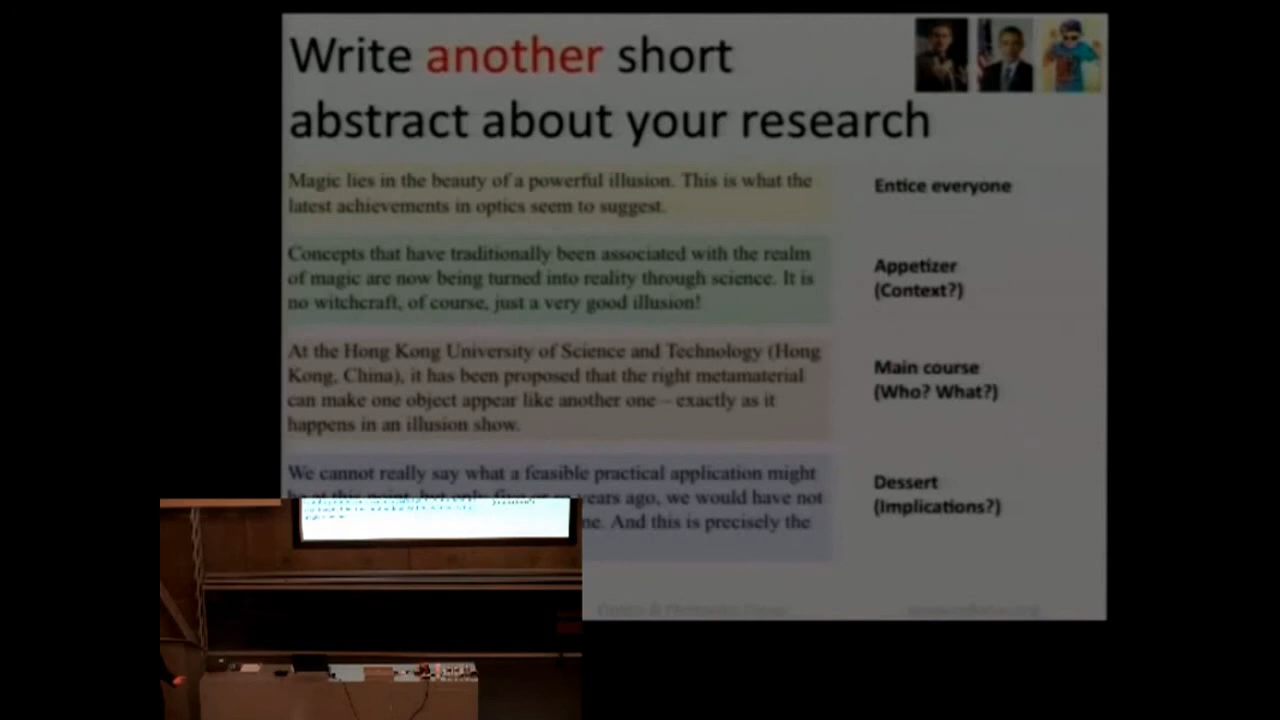 Write another short
abstract about your research
Magic lies in the beauty of a powerful illusion. This is what the
latest achievements in optics seem to suggest.
Entice everyone
Concepts that have traditionally been associated with the realm
of magic are now being turned into reality through science. It is
no witchcraft, of course, just a very good illusion!
Appetizer
(Context?)
At the Hong Kong University of Science and Technology (Hong
Kong, China), it has been proposed that the right metamaterial
can make one object appear like another one – exactly as it
happens in an illusion show.
Main course
(Who? What?)
We cannot really say what a feasible practical application might
years ago, we would have not
And this is precisely the
Dessert
(Implications?)